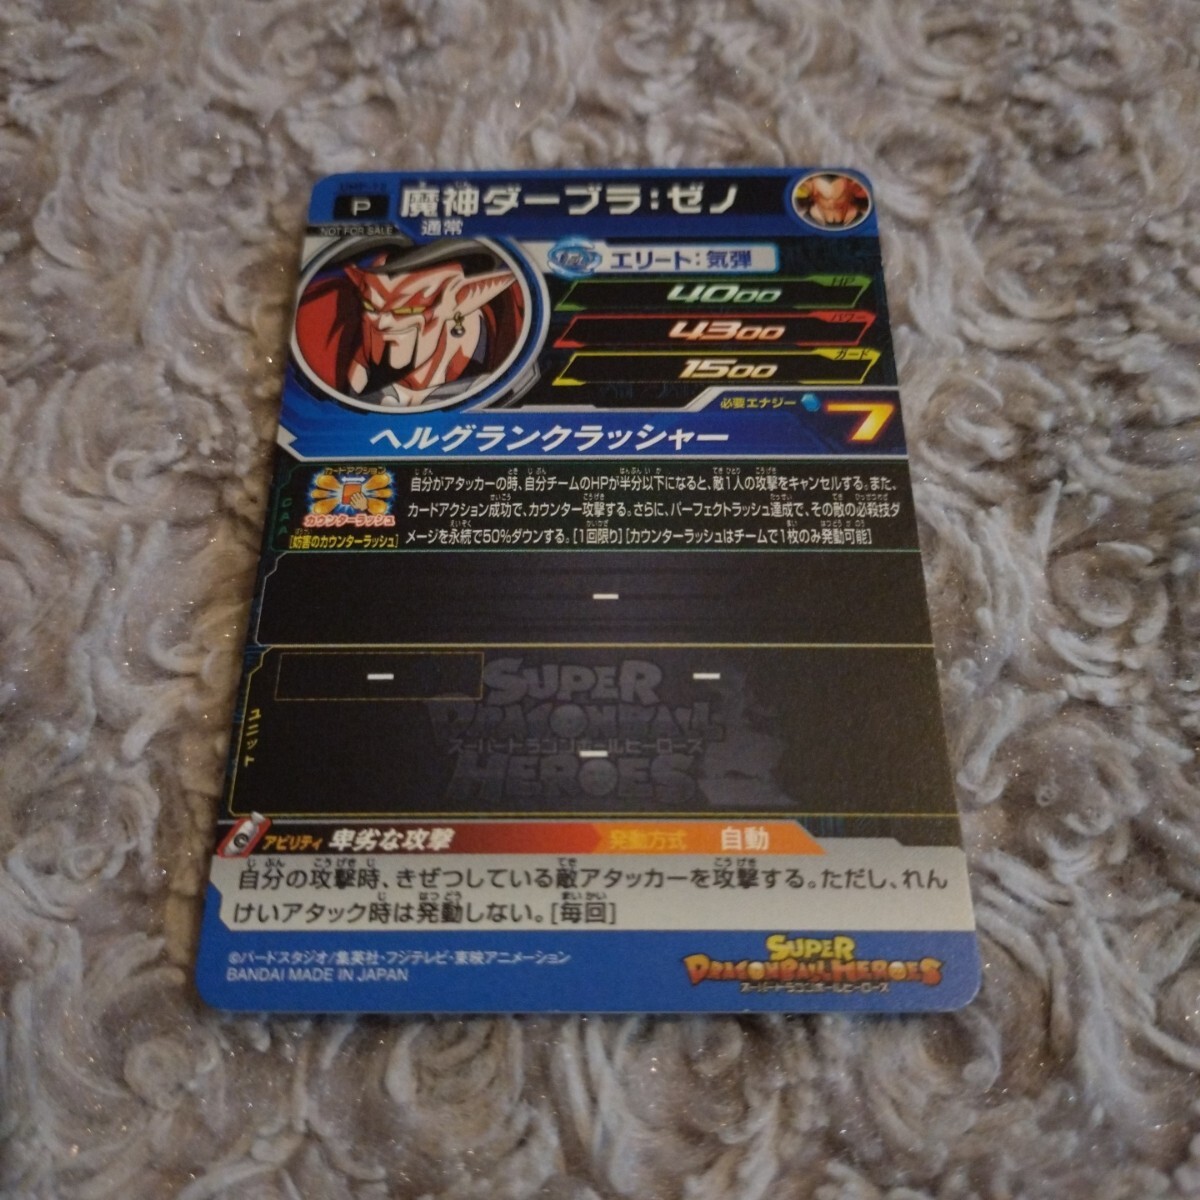 P
NOT FOR SALE
魔神ダーブラ:ゼノ
通常
エリート:気弾
HP
4000
パワー
4300
ガード
1500
必要エナジー
7
ヘルグランクラッシャー
CAA
カードアクション
カウンターラッシュ
[妨害のカウンターラッシュ]
自分がアタッカーの時、自分チームのHPが半分以下になると、敵1人の攻撃をキャンセルする。また、
カードアクション成功で、カウンター攻撃する。さらに、パーフェクトラッシュ達成で、その敵の必殺技ダ
メージを永続で50%ダウンする。[1回限り][カウンターラッシュはチームで1枚のみ発動可能]
ー
ー
ー
ー
ユニット
SUPER
DRAGONBALL
スーパードラゴンボールヒーローズ
HEROES
アビリティ 卑劣な攻撃
発動方式 自動
自分の攻撃時、きぜつしている敵アタッカーを攻撃する。ただし、れん
けいアタック時は発動しない。[毎回]
©バードスタジオ/集英社・フジテレビ・東映アニメーション
BANDAI MADE IN JAPAN
SUPER
DRAGONBALL HEROES
スーパードラゴンボールヒーローズ